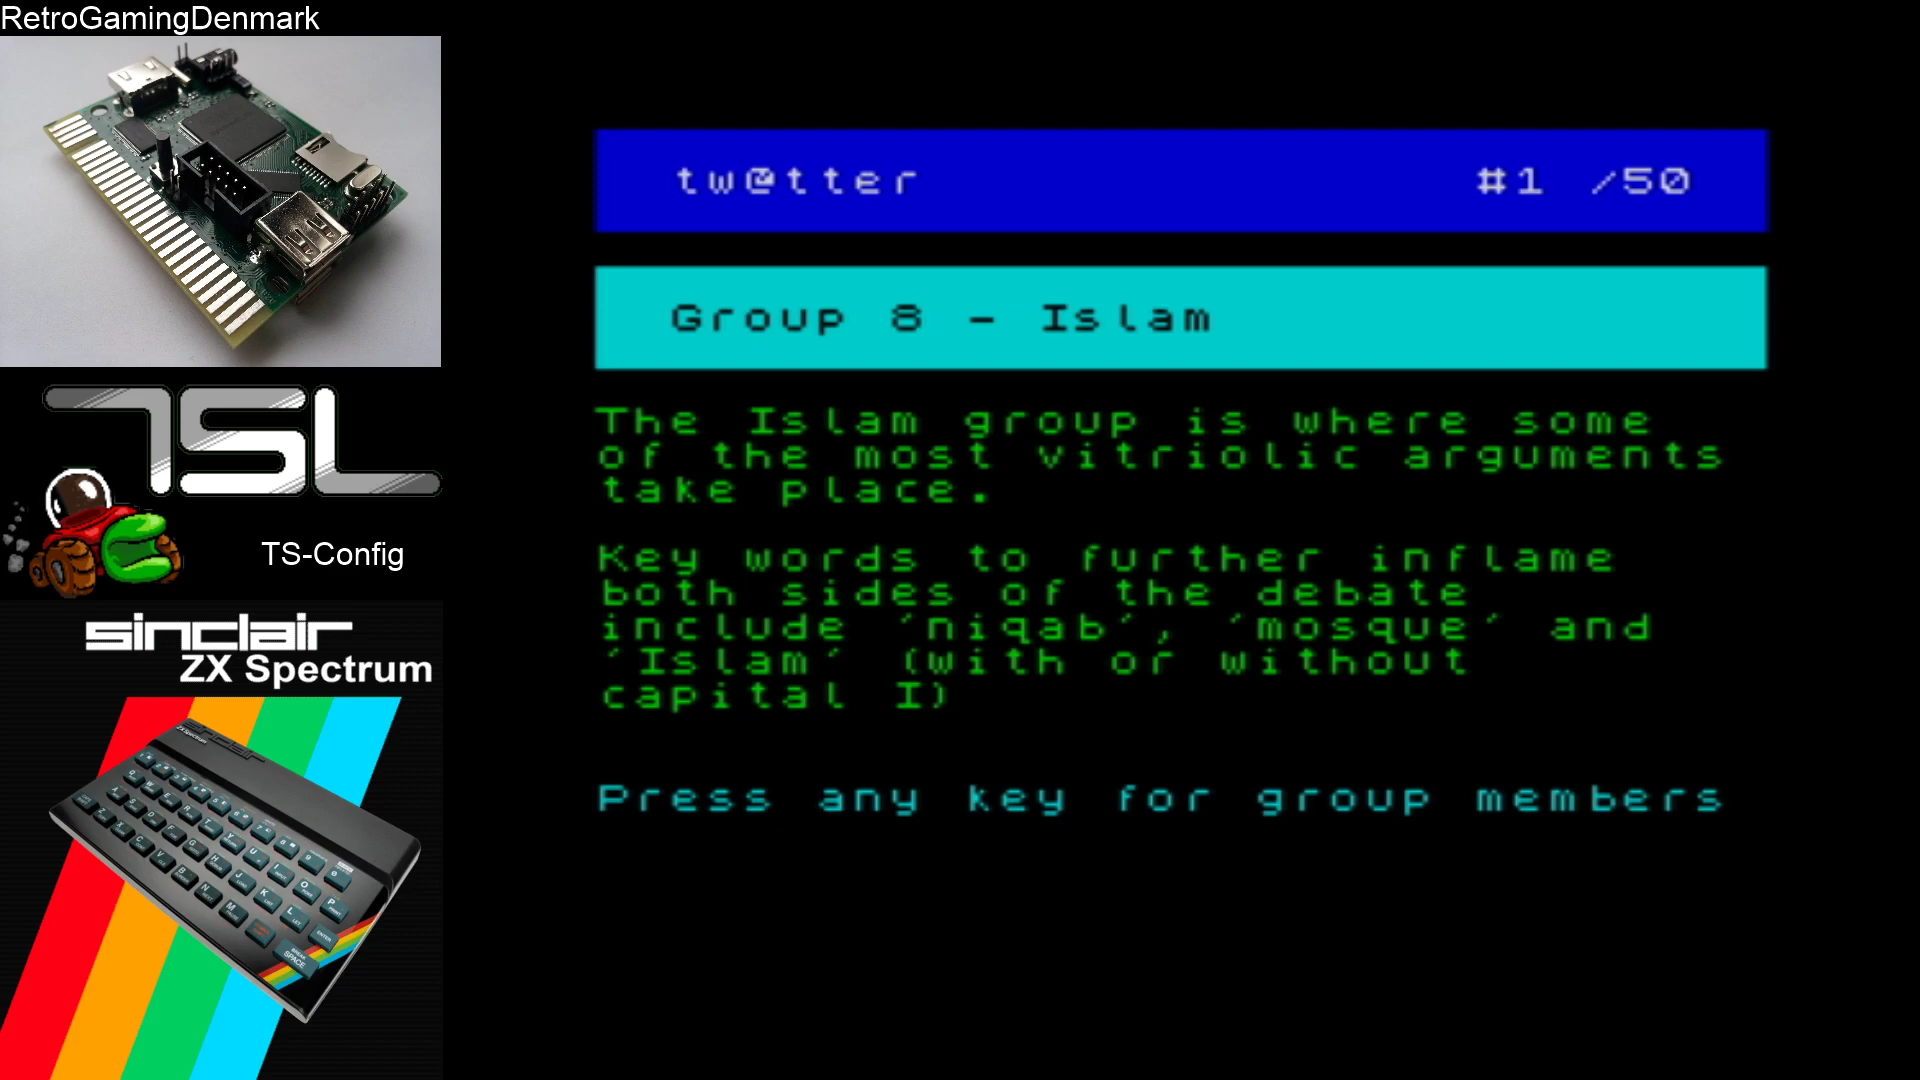 RetroGamingDenmark
TSL
TS-Config
sinclair
ZX Spectrum
tw@tter #1 /50
Group 8 - Islam
The Islam group is where some
of the most vitriolic arguments
take place.
Key words to further inflame
both sides of the debate
include 'niqab', 'mosque' and
'Islam' (with or without
capital I)
Press any key for group members